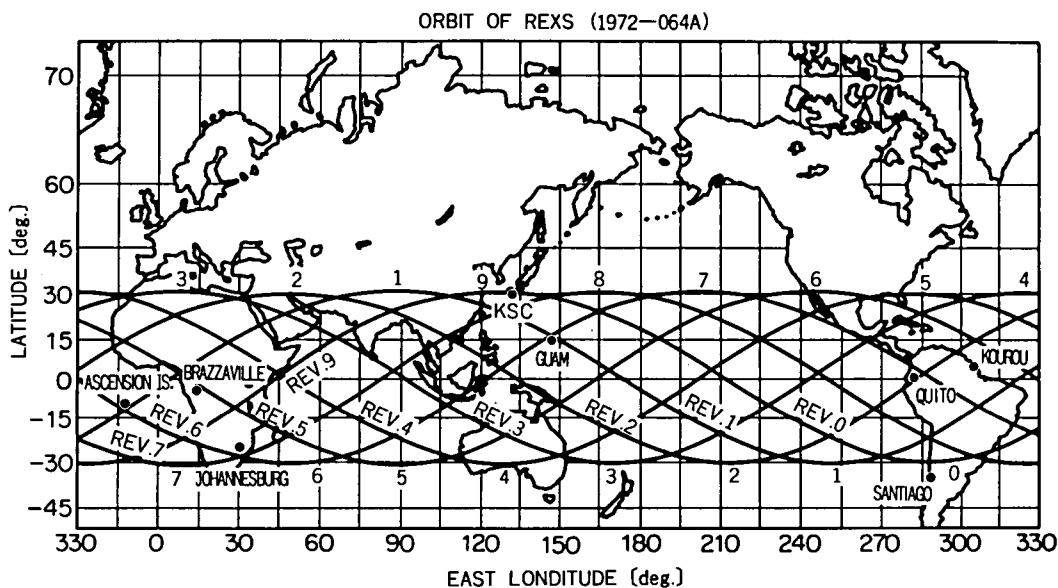 ORBIT OF REXS (1972—064A)
70
60
45
30
15
0
-15
-30
-45
LATITUDE (deg.)
3 2 1 9 8 7 6 5 4
KSC
GUAM
KOUROU
BRAZZAVILLE
ASCENSION IS.
QUITO
REV.9
REV.7 REV.6 REV.5 REV.4 REV.3 REV.2 REV.1 REV.0
7 JOHANNESBURG 6 5 4 3 2 1 0
SANTIAGO
330 0 30 60 90 120 150 180 210 240 270 300 330
EAST LONDITUDE (deg.)